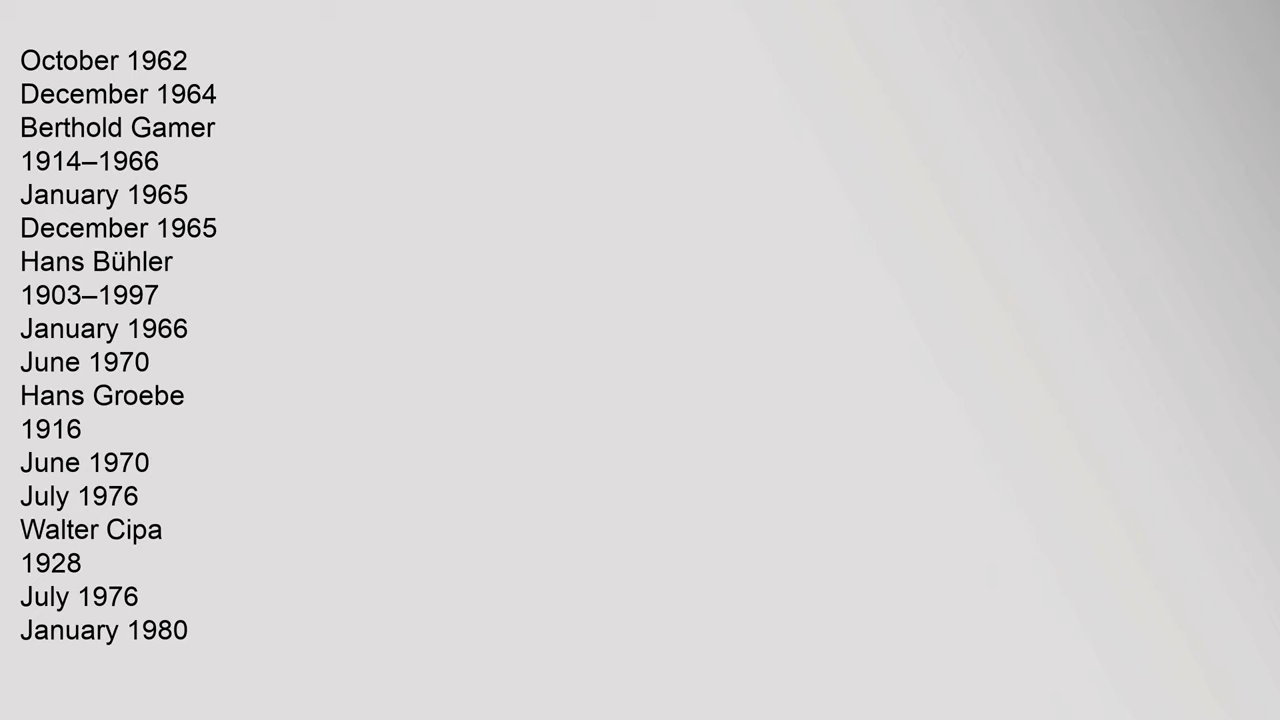 October 1962
December 1964
Berthold Gamer
1914–1966
January 1965
December 1965
Hans Bühler
1903–1997
January 1966
June 1970
Hans Groebe
1916
June 1970
July 1976
Walter Cipa
1928
July 1976
January 1980